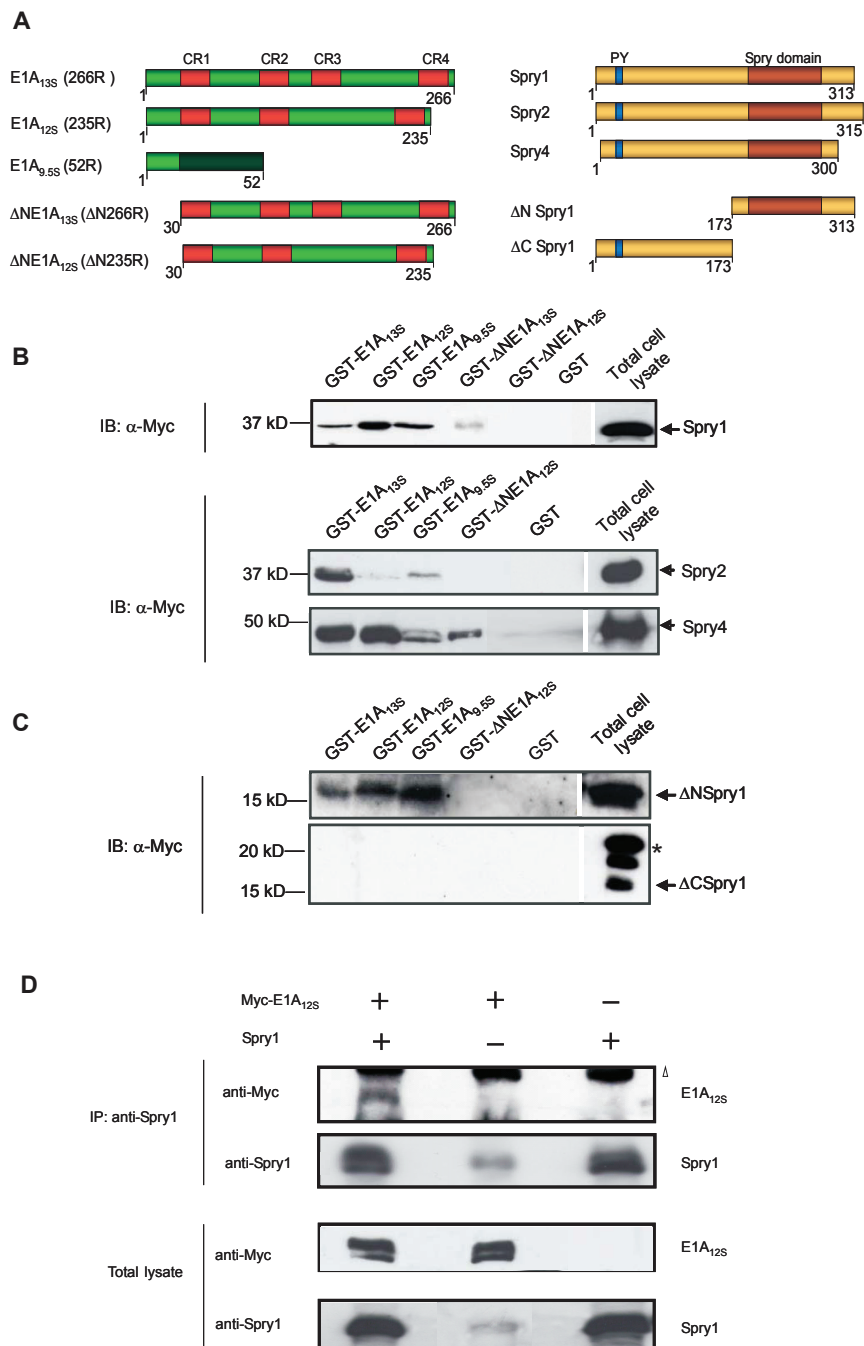 A
CR1 CR2 CR3 CR4
E1A13S (266R )
1 266
E1A12S (235R)
1 235
E1A9.5S (52R)
1 52
ΔNE1A13S (ΔN266R)
30 266
ΔNE1A12S (ΔN235R)
30 235
PY Spry domain
Spry1
1 313
Spry2
1 315
Spry4
1 300
ΔN Spry1
173 313
ΔC Spry1
1 173
B
GST-E1A13S GST-E1A12S GST-E1A9.5S GST-ΔNE1A13S GST-ΔNE1A12S GST Total cell lysate
IB: α-Myc
37 kD
Spry1
GST-E1A13S GST-E1A12S GST-E1A9.5S GST-ΔNE1A12S GST Total cell lysate
IB: α-Myc
37 kD
Spry2
50 kD
Spry4
C
GST-E1A13S GST-E1A12S GST-E1A9.5S GST-ΔNE1A12S GST Total cell lysate
IB: α-Myc
15 kD
ΔNSpry1
20 kD
*
15 kD
ΔCSpry1
D
Myc-E1A12S + + −
Spry1 + − +
IP: anti-Spry1
anti-Myc
Δ
E1A12S
anti-Spry1
Spry1
Total lysate
anti-Myc
E1A12S
anti-Spry1
Spry1